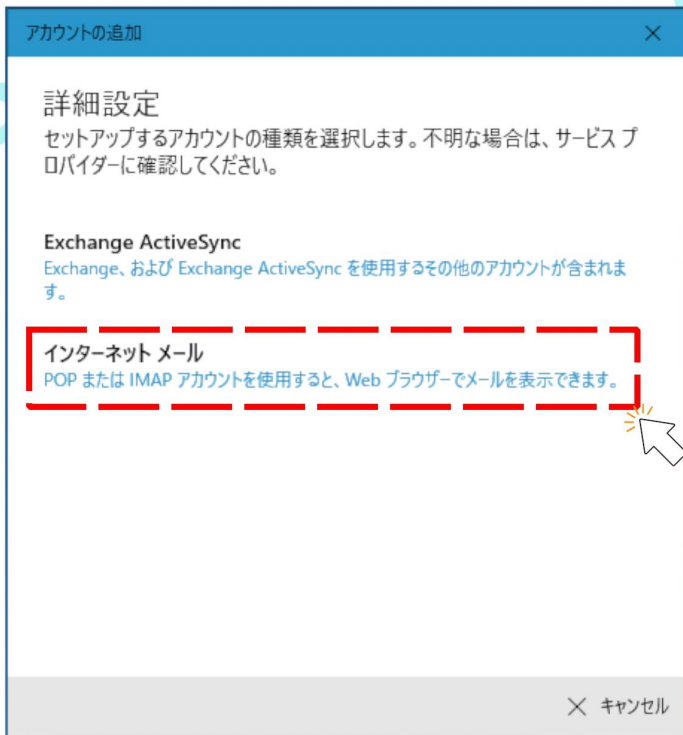 アカウントの追加
詳細設定
セットアップするアカウントの種類を選択します。不明な場合は、サービス プ
ロバイダーに確認してください。
Exchange ActiveSync
Exchange、および Exchange ActiveSync を使用するその他のアカウントが含まれま
す。
インターネット メール
POP または IMAP アカウントを使用すると、Web ブラウザーでメールを表示できます。
キャンセル